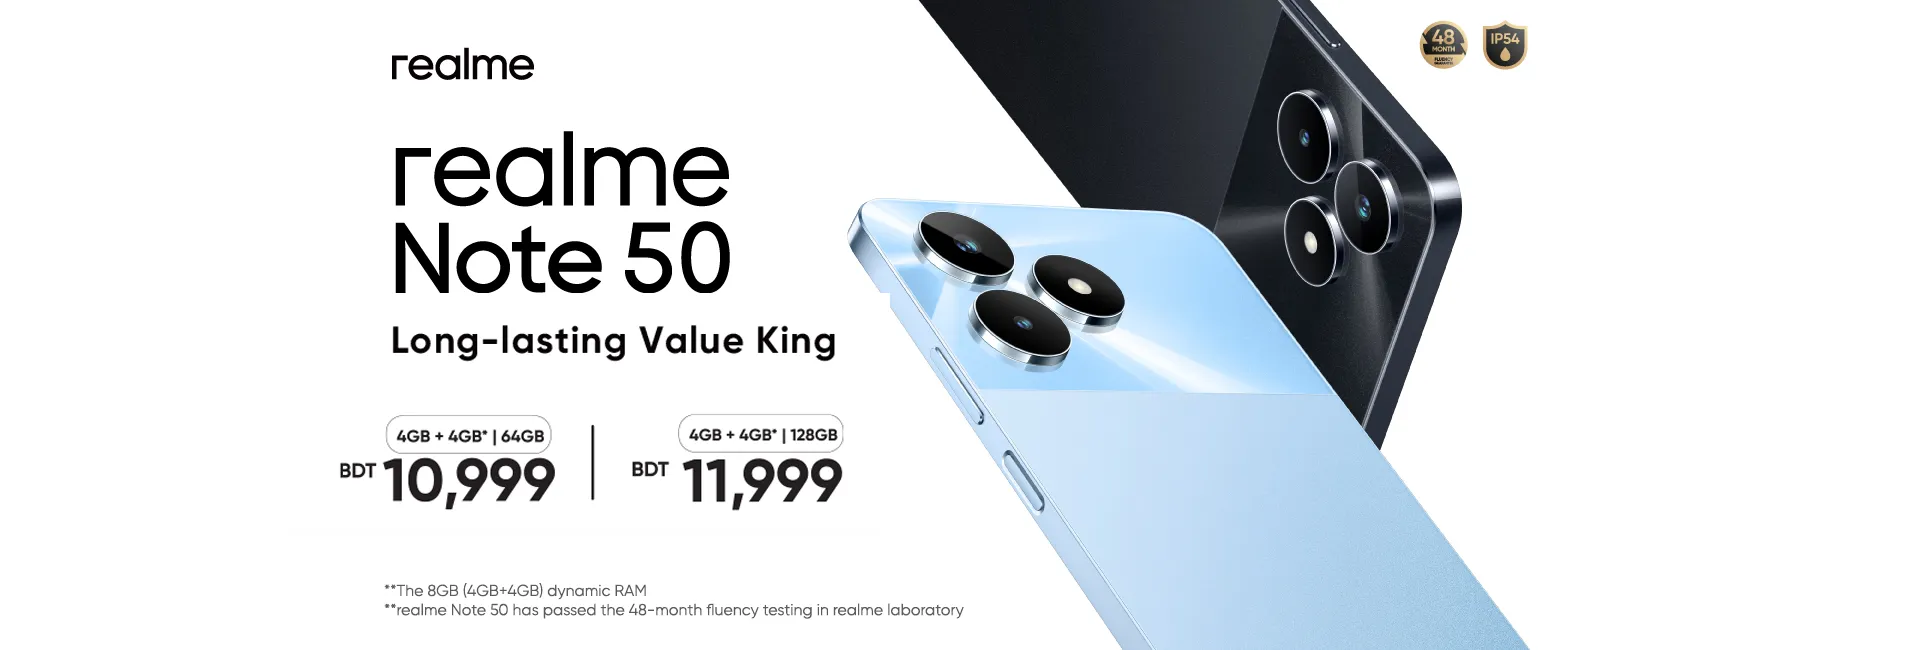 realme
realme
Note 50
Long-lasting Value King
4GB + 4GB* | 64GB
BDT 10,999
4GB + 4GB* | 128GB
BDT 11,999
**The 8GB (4GB+4GB) dynamic RAM
**realme Note 50 has passed the 48-month fluency testing in realme laboratory
48
MONTH
FLUENCY
IP54